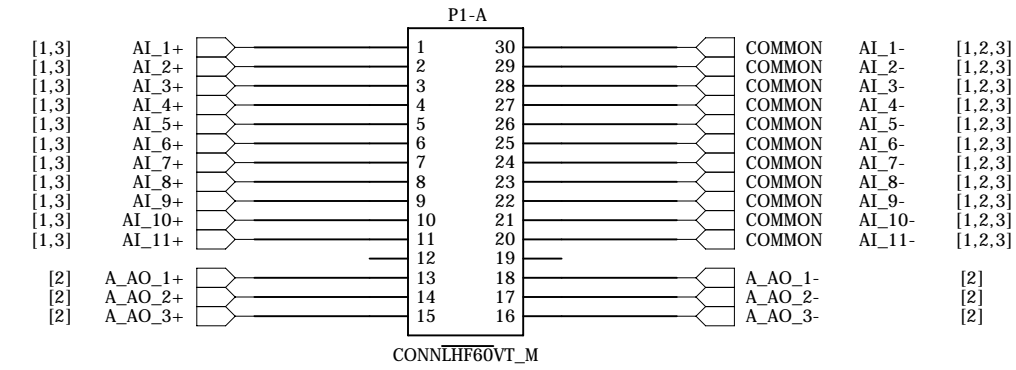 P1-A
[1,3] AI_1+ 1 30 COMMON AI_1- [1,2,3]
[1,3] AI_2+ 2 29 COMMON AI_2- [1,2,3]
[1,3] AI_3+ 3 28 COMMON AI_3- [1,2,3]
[1,3] AI_4+ 4 27 COMMON AI_4- [1,2,3]
[1,3] AI_5+ 5 26 COMMON AI_5- [1,2,3]
[1,3] AI_6+ 6 25 COMMON AI_6- [1,2,3]
[1,3] AI_7+ 7 24 COMMON AI_7- [1,2,3]
[1,3] AI_8+ 8 23 COMMON AI_8- [1,2,3]
[1,3] AI_9+ 9 22 COMMON AI_9- [1,2,3]
[1,3] AI_10+ 10 21 COMMON AI_10- [1,2,3]
[1,3] AI_11+ 11 20 COMMON AI_11- [1,2,3]
12 19
[2] A_AO_1+ 13 18 A_AO_1- [2]
[2] A_AO_2+ 14 17 A_AO_2- [2]
[2] A_AO_3+ 15 16 A_AO_3- [2]
CONNLHF60VT_M